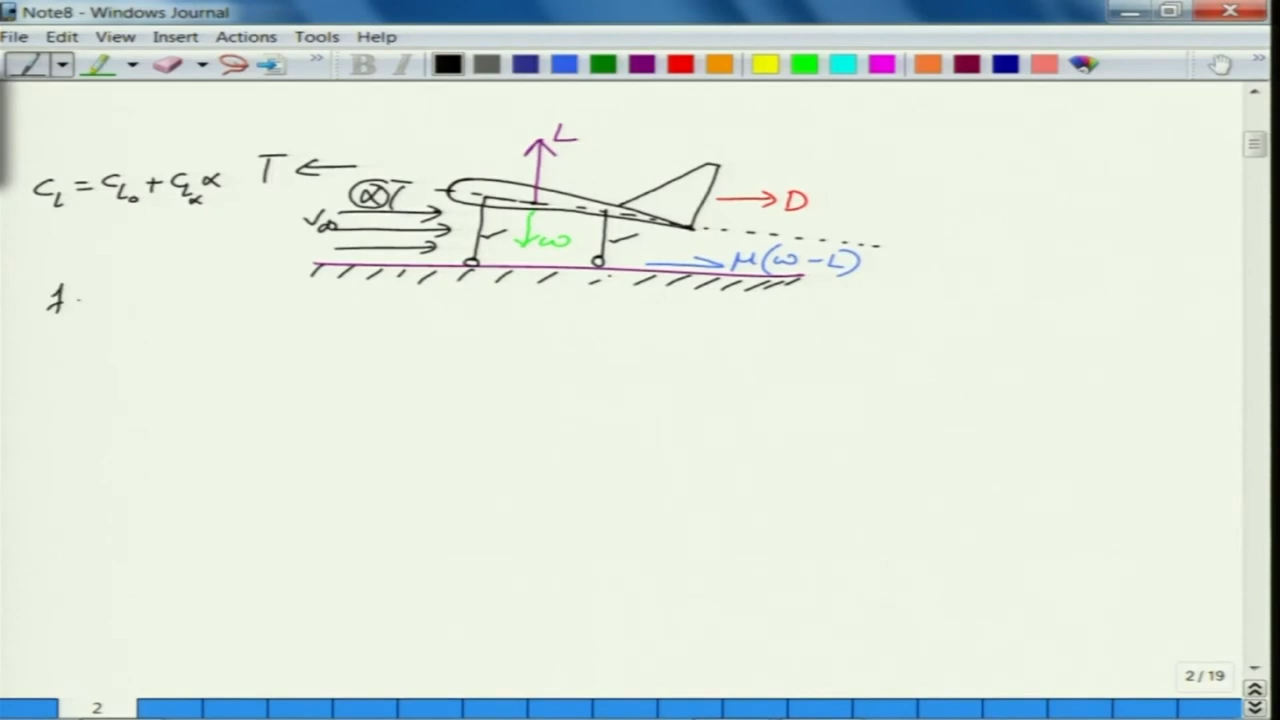 Note8 - Windows Journal
File Edit View Insert Actions Tools Help
B I
L
C_L = C_L₀ + C_Lα α
T
α
D
V∞
ω
μ(ω-L)
f.
2 / 19
2